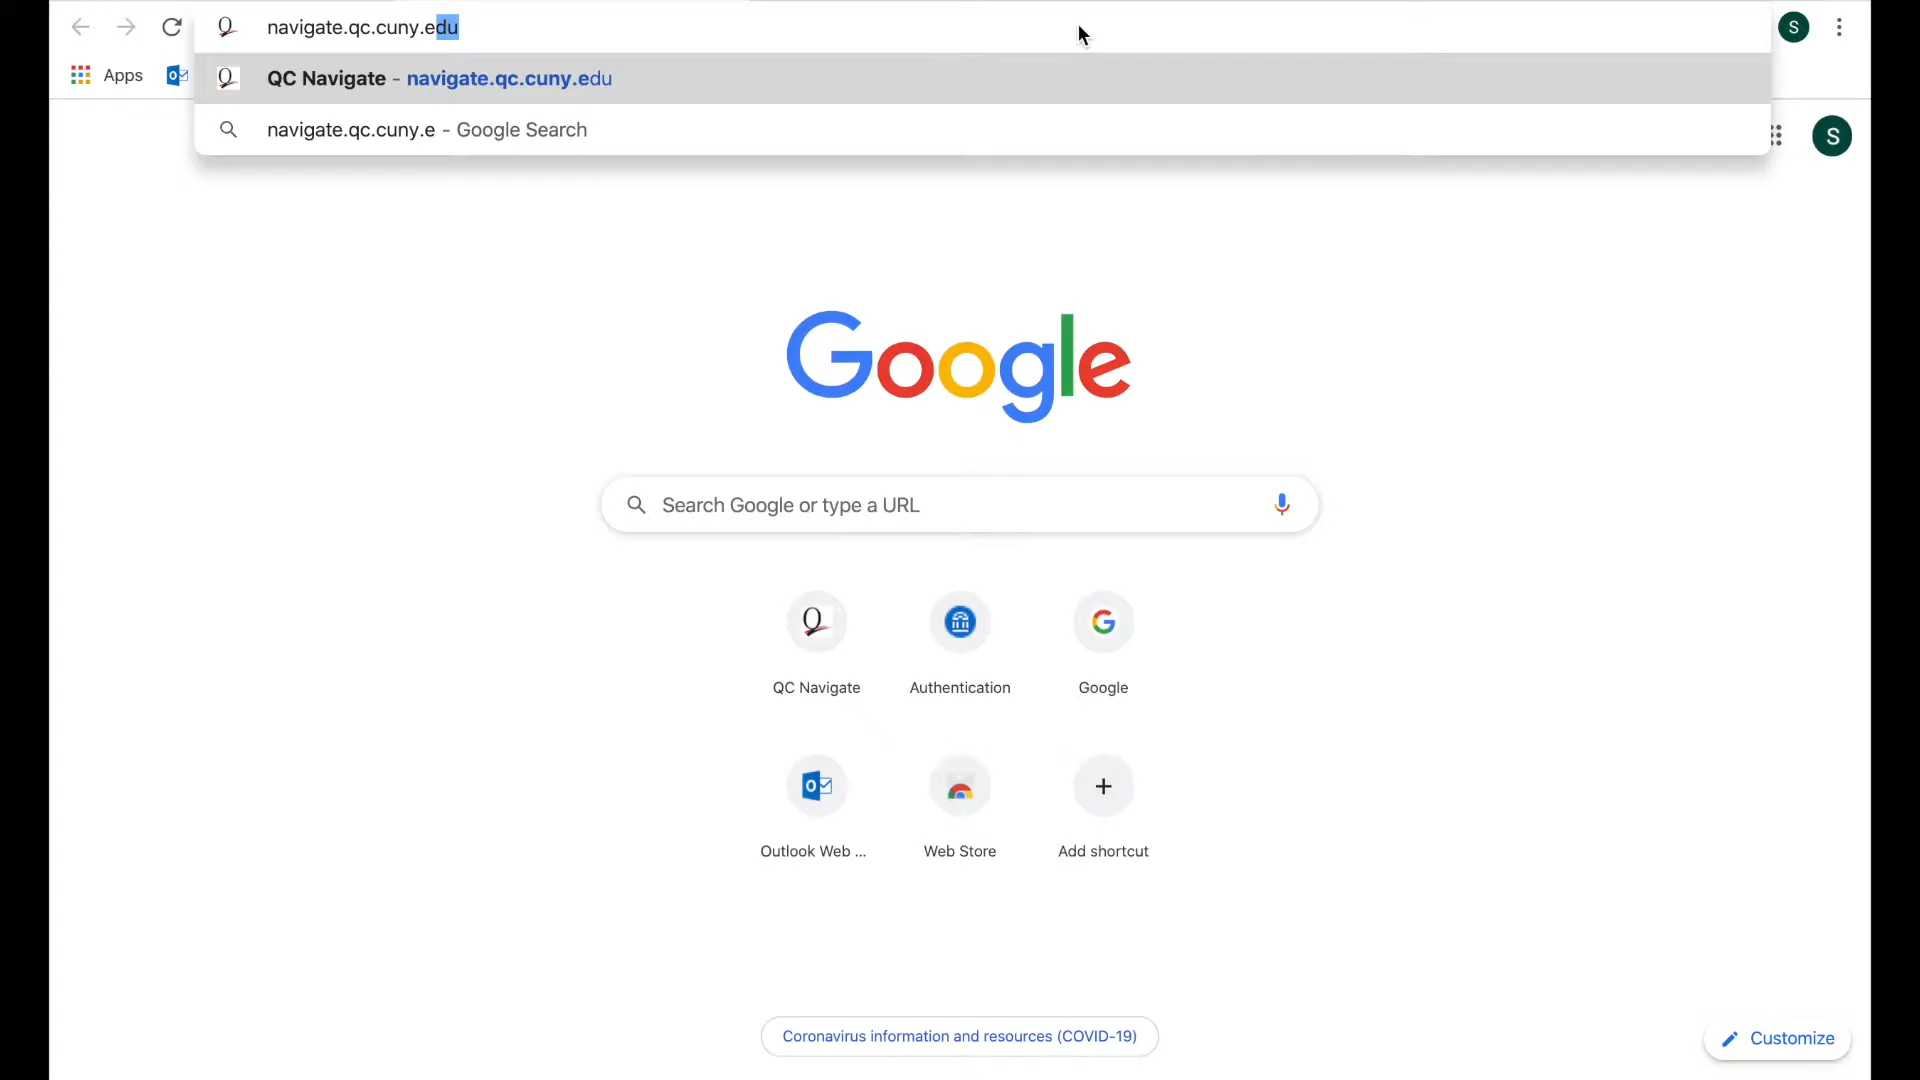 navigate.qc.cuny.edu
S
Apps
QC Navigate - navigate.qc.cuny.edu
navigate.qc.cuny.e - Google Search
S
Google
Search Google or type a URL
QC Navigate
Authentication
Google
Outlook Web ...
Web Store
Add shortcut
Coronavirus information and resources (COVID-19)
Customize